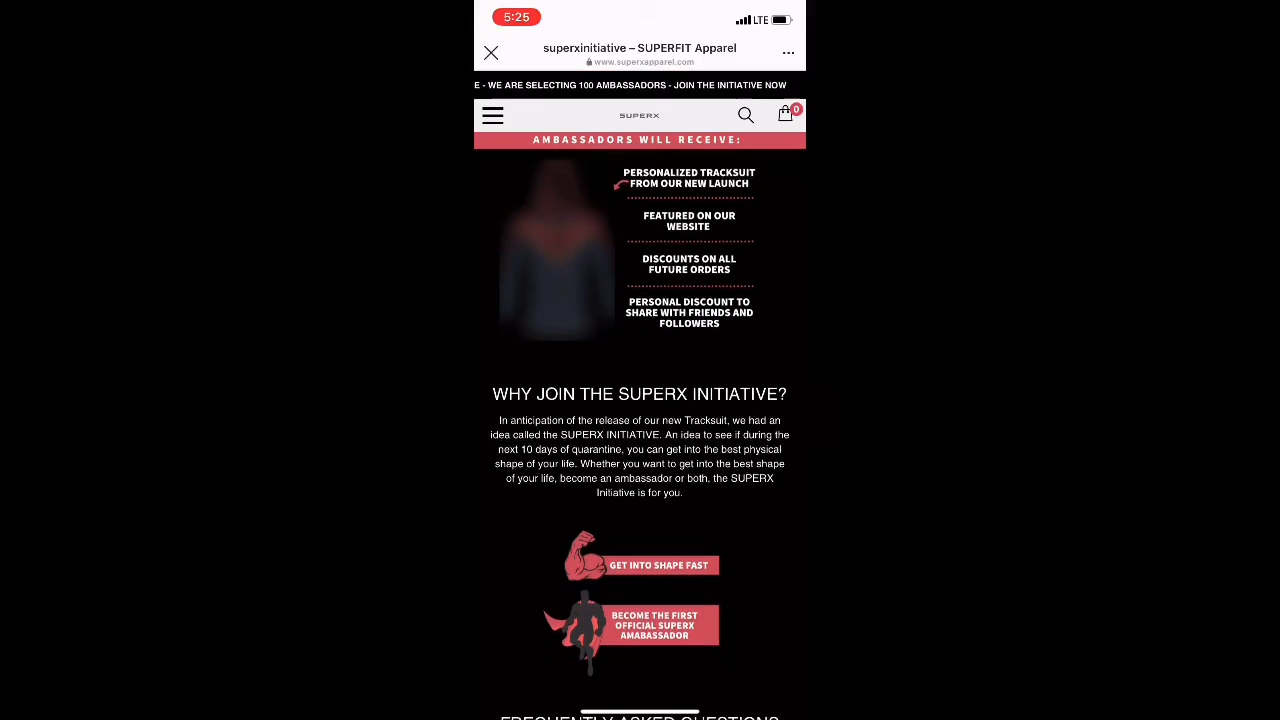 5:25
LTE
superxinitiative – SUPERFIT Apparel
www.superxapparel.com
E - WE ARE SELECTING 100 AMBASSADORS - JOIN THE INITIATIVE NOW
SUPERX
0
AMBASSADORS WILL RECEIVE:
PERSONALIZED TRACKSUIT
FROM OUR NEW LAUNCH
FEATURED ON OUR
WEBSITE
DISCOUNTS ON ALL
FUTURE ORDERS
PERSONAL DISCOUNT TO
SHARE WITH FRIENDS AND
FOLLOWERS
WHY JOIN THE SUPERX INITIATIVE?
In anticipation of the release of our new Tracksuit, we had an
idea called the SUPERX INITIATIVE. An idea to see if during the
next 10 days of quarantine, you can get into the best physical
shape of your life. Whether you want to get into the best shape
of your life, become an ambassador or both, the SUPERX
Initiative is for you.
GET INTO SHAPE FAST
BECOME THE FIRST
OFFICIAL SUPERX
AMABASSADOR
FREQUENTLY ASKED QUESTIONS